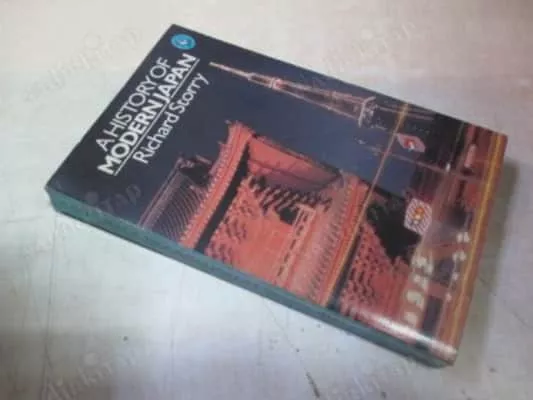 A HISTORY OF
MODERN JAPAN
Richard Storry